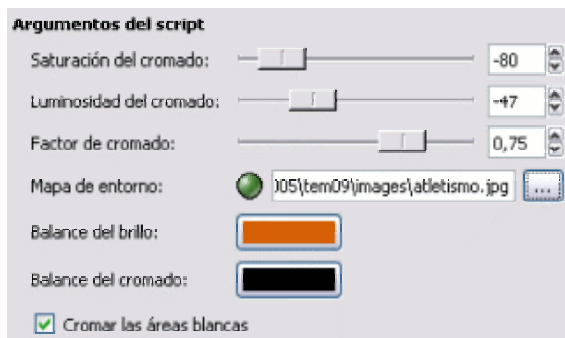 Argumentos del script
Saturación del cromado: -80
Luminosidad del cromado: -47
Factor de cromado: 0,75
Mapa de entorno: 005\tem09\images\atletismo.jpg ...
Balance del brillo:
Balance del cromado:
Cromar las áreas blancas